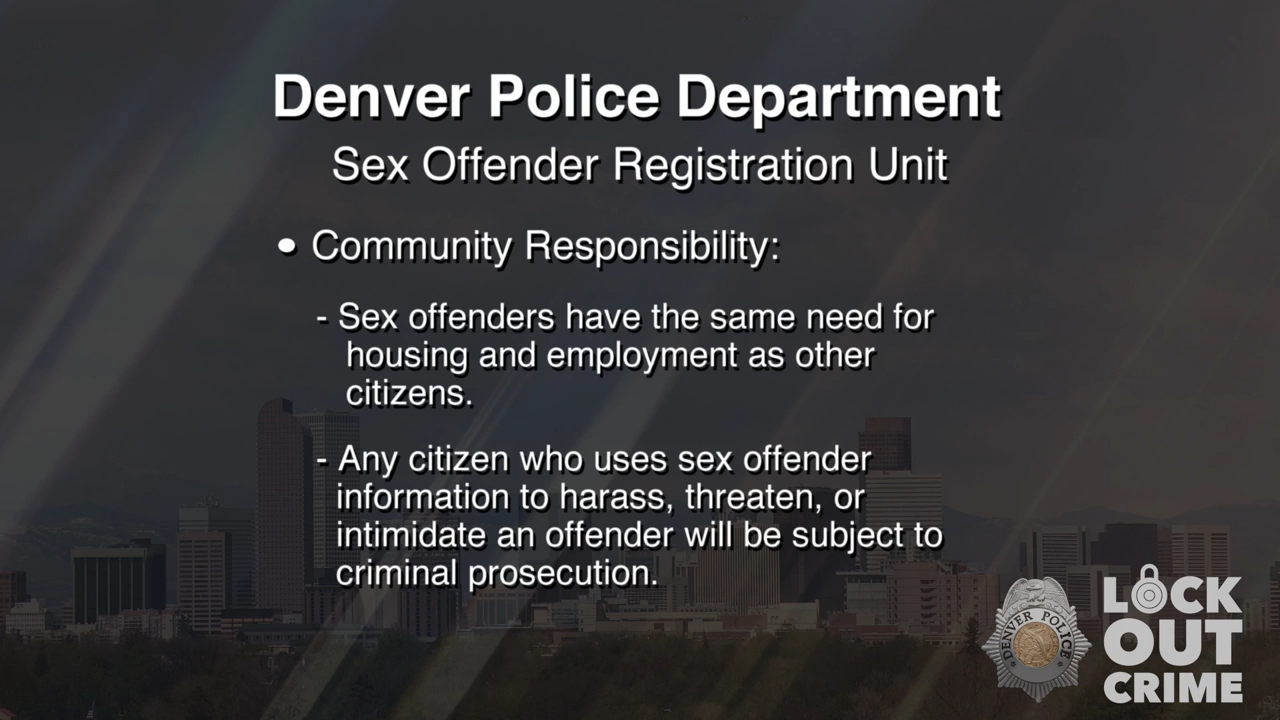 Denver Police Department
Sex Offender Registration Unit
• Community Responsibility:
- Sex offenders have the same need for
housing and employment as other
citizens.
- Any citizen who uses sex offender
information to harass, threaten, or
intimidate an offender will be subject to
criminal prosecution.
DENVER POLICE
LOCK
OUT
CRIME